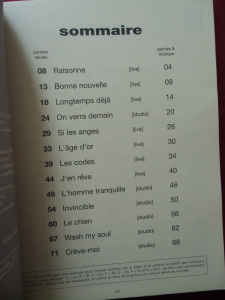 sommaire
paroles seules
paroles & musique
08 Raisonne [live] 04
13 Bonne nouvelle [live] 09
18 Longtemps déjà [live] 14
24 On verra demain [studio] 20
29 Si les anges [live] 26
33 L'âge d'or [live] 30
39 Les codes [live] 34
44 J'en rêve [live] 40
49 L'homme tranquille [studio] 46
54 Invincible [studio] 50
60 Le chien [studio] 56
67 Wash my soul [studio] 62
71 Crève-moi [studio] 68